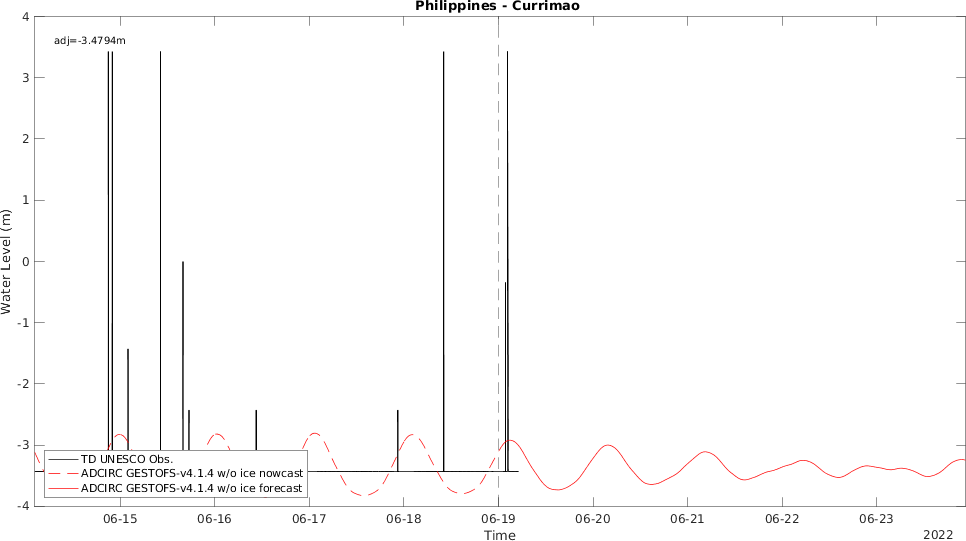 Philippines - Currimao
adj=-3.4794m
4
3
2
1
0
-1
-2
-3
-4
Water Level (m)
TD UNESCO Obs.
ADCIRC GESTOFS-v4.1.4 w/o ice nowcast
ADCIRC GESTOFS-v4.1.4 w/o ice forecast
06-15 06-16 06-17 06-18 06-19 06-20 06-21 06-22 06-23
Time
2022